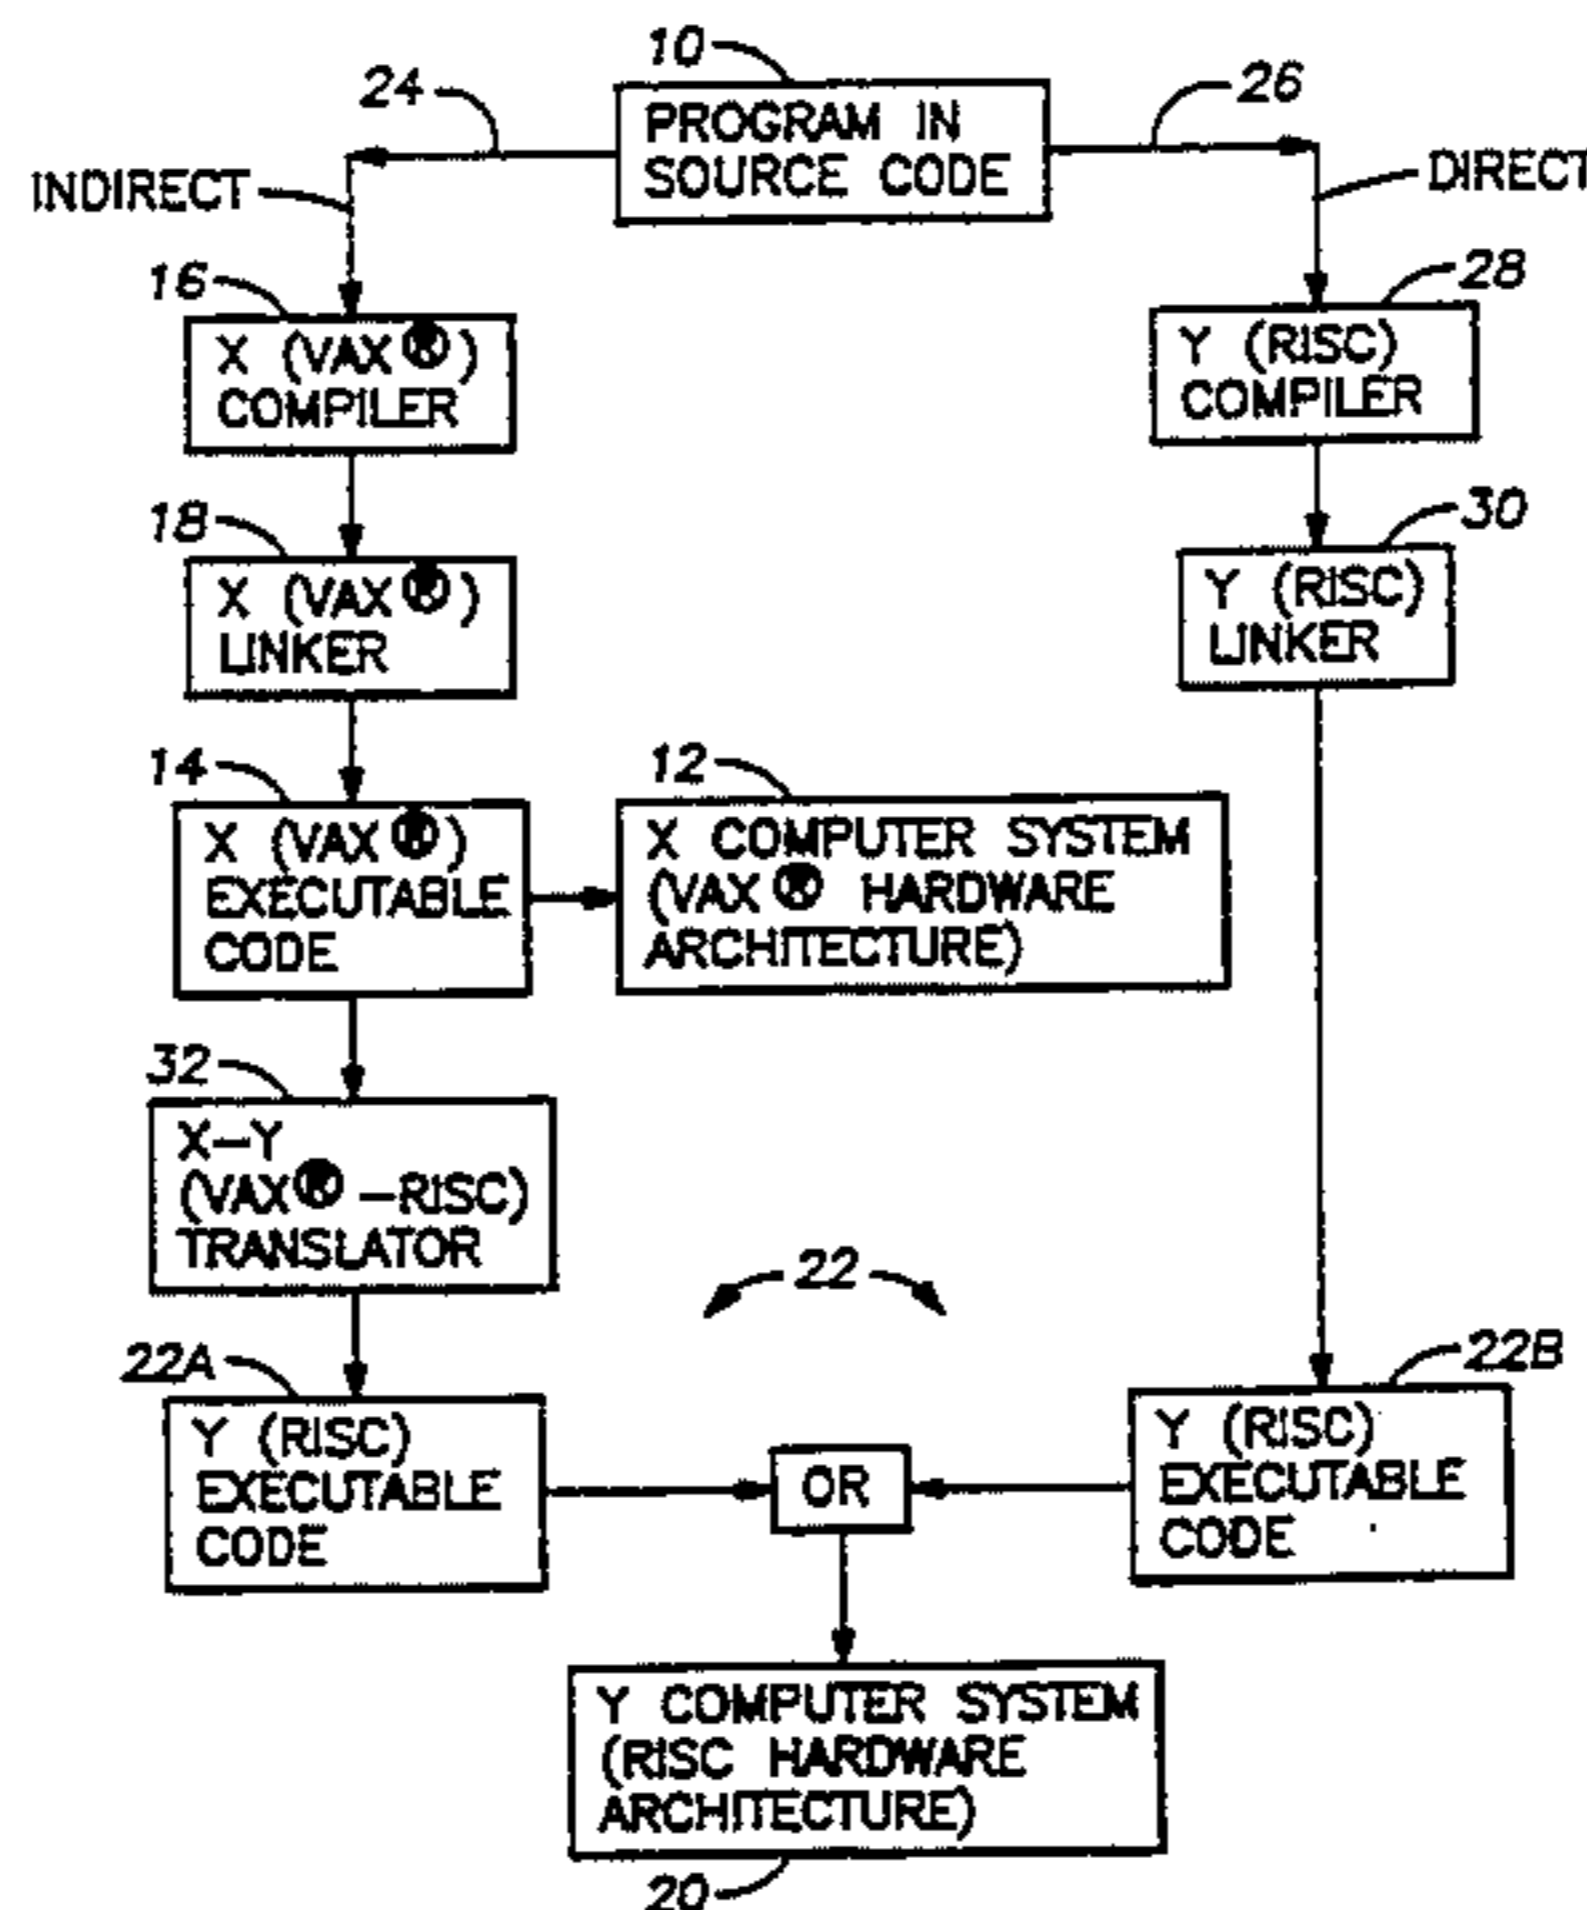 10
24
26
PROGRAM IN
SOURCE CODE
INDIRECT
DIRECT
16
28
X (VAX®)
COMPILER
Y (RISC)
COMPILER
18
30
X (VAX®)
LINKER
Y (RISC)
LINKER
14
12
X (VAX®)
EXECUTABLE
CODE
X COMPUTER SYSTEM
(VAX® HARDWARE
ARCHITECTURE)
32
X-Y
(VAX®-RISC)
TRANSLATOR
22
22A
22B
Y (RISC)
EXECUTABLE
CODE
OR
Y (RISC)
EXECUTABLE
CODE
Y COMPUTER SYSTEM
(RISC HARDWARE
ARCHITECTURE)
20